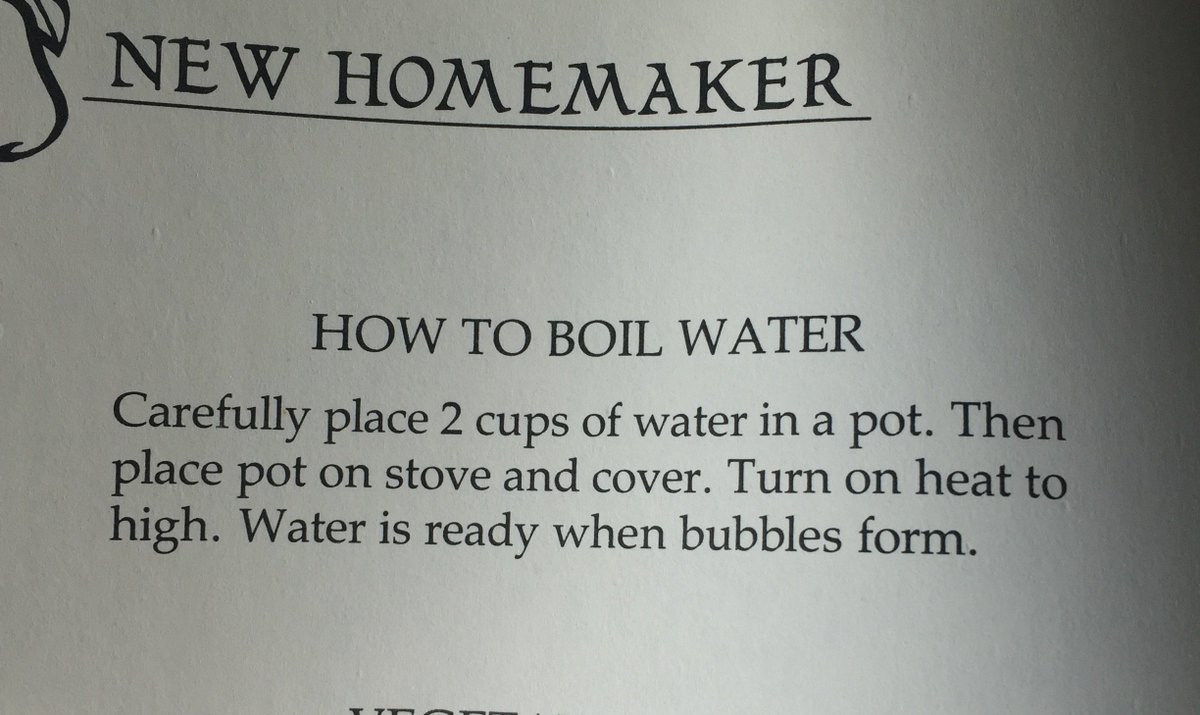 NEW HOMEMAKER
HOW TO BOIL WATER
Carefully place 2 cups of water in a pot. Then
place pot on stove and cover. Turn on heat to
high. Water is ready when bubbles form.